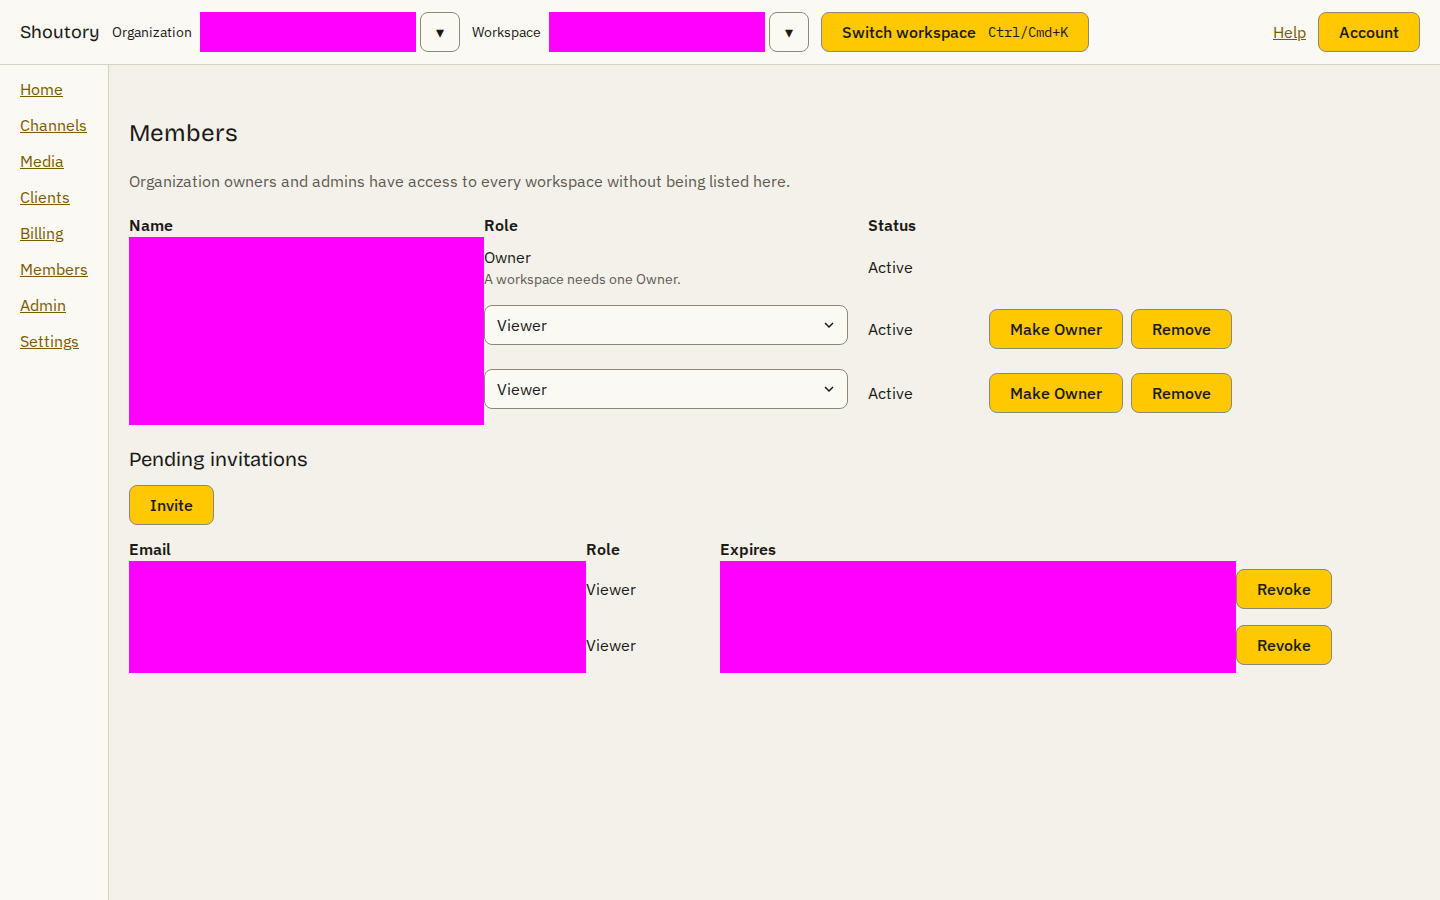 Shoutory Organization ▼ Workspace ▼ Switch workspace Ctrl/Cmd+K Help Account
Home
Channels
Media
Clients
Billing
Members
Admin
Settings
Members
Organization owners and admins have access to every workspace without being listed here.
Name Role Status
Owner
A workspace needs one Owner.
Active
Viewer Active Make Owner Remove
Viewer Active Make Owner Remove
Pending invitations
Invite
Email Role Expires
Viewer Revoke
Viewer Revoke